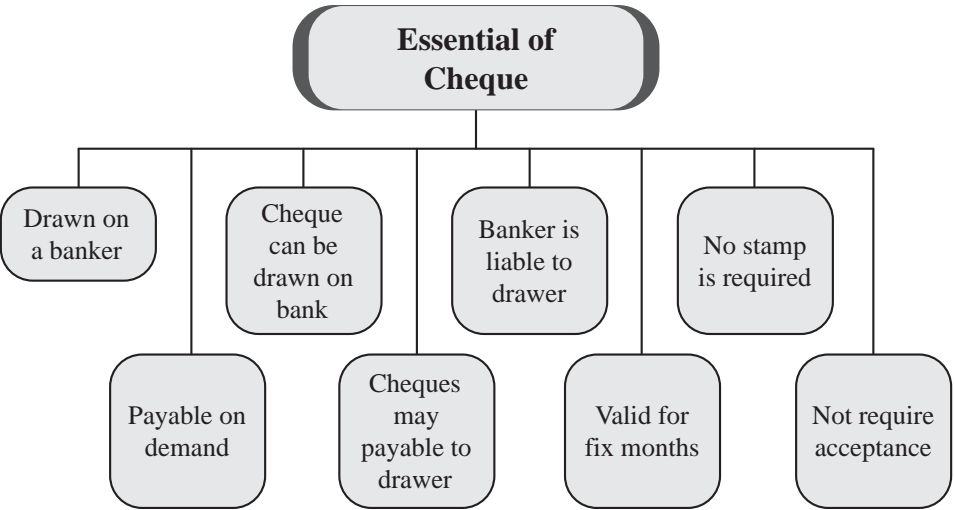 Essential of
Cheque
Drawn on
a banker
Cheque
can be
drawn on
bank
Banker is
liable to
drawer
No stamp
is required
Payable on
demand
Cheques
may
payable to
drawer
Valid for
fix months
Not require
acceptance